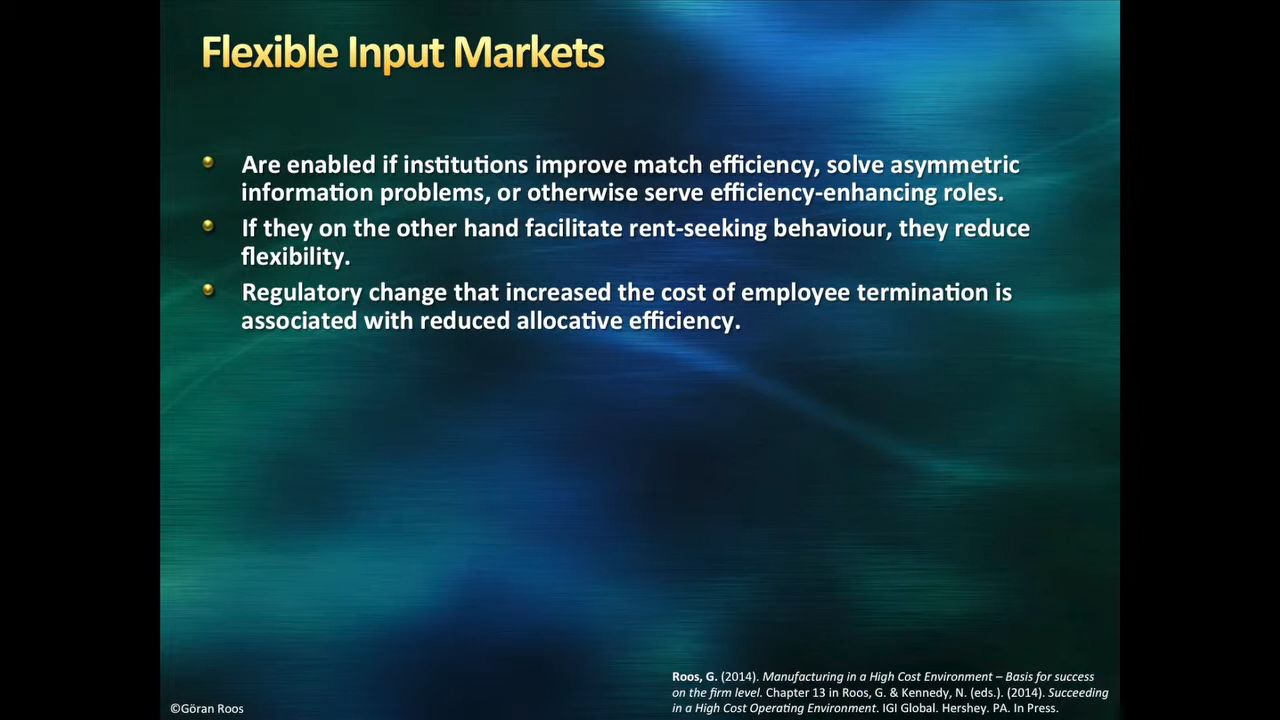 Flexible Input Markets
Are enabled if institutions improve match efficiency, solve asymmetric
information problems, or otherwise serve efficiency-enhancing roles.
If they on the other hand facilitate rent-seeking behaviour, they reduce
flexibility.
Regulatory change that increased the cost of employee termination is
associated with reduced allocative efficiency.
Roos, G. (2014). Manufacturing in a High Cost Environment – Basis for success
on the firm level. Chapter 13 in Roos, G. & Kennedy, N. (eds.). (2014). Succeeding
in a High Cost Operating Environment. IGI Global. Hershey. PA. In Press.
©Göran Roos